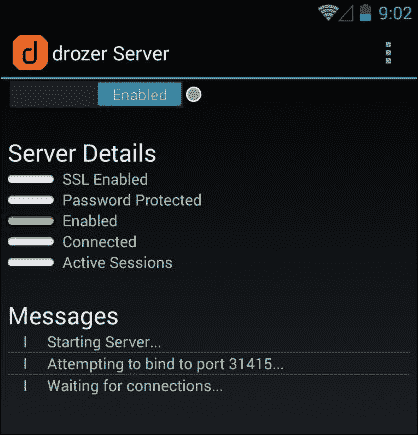 9:02
drozer Server
Enabled
Server Details
SSL Enabled
Password Protected
Enabled
Connected
Active Sessions
Messages
I Starting Server...
I Attempting to bind to port 31415...
I Waiting for connections...